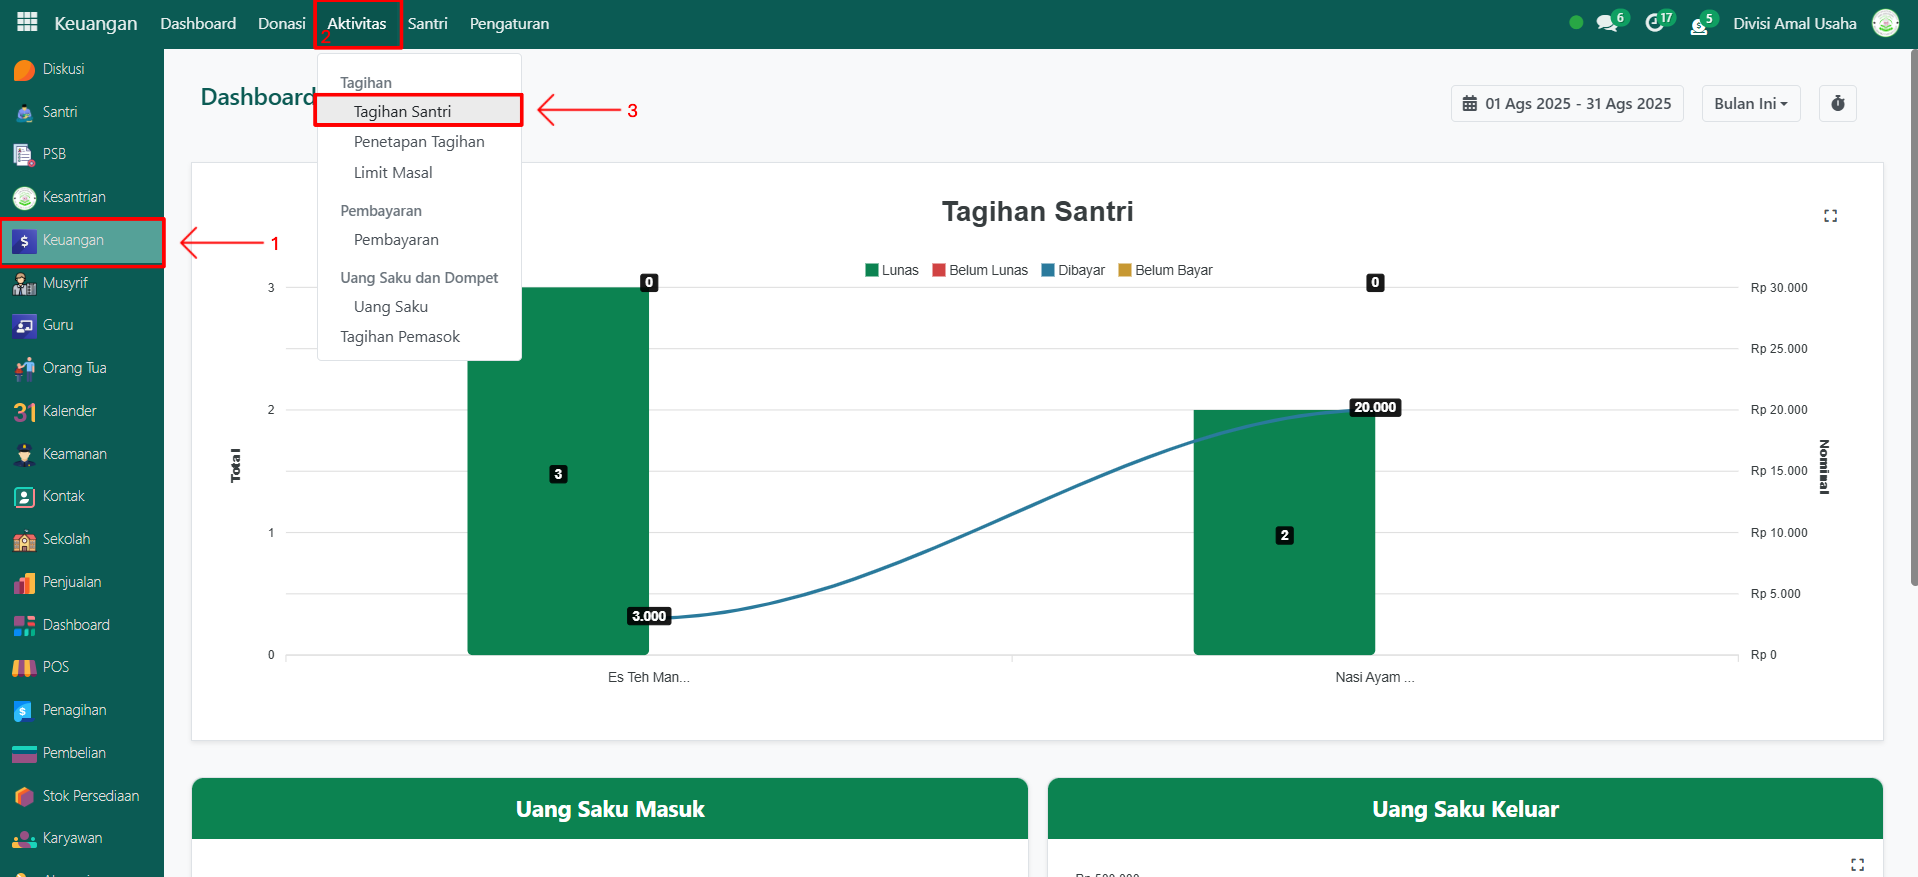 Keuangan Dashboard Donasi Aktivitas Santri Pengaturan 6 17 5 Divisi Amal Usaha
2
Diskusi
Santri
PSB
Kesantrian
Keuangan
Musyrif
Guru
Orang Tua
31 Kalender
Keamanan
Kontak
Sekolah
Penjualan
Dashboard
POS
Penagihan
Pembelian
Stok Persediaan
Karyawan
1
Dashboard
Tagihan
Tagihan Santri
3
Penetapan Tagihan
Limit Masal
Pembayaran
Pembayaran
Uang Saku dan Dompet
Uang Saku
Tagihan Pemasok
01 Ags 2025 - 31 Ags 2025 Bulan Ini
Tagihan Santri
Lunas Belum Lunas Dibayar Belum Bayar
0 0
3
2
1
0
Total
3
2
3.000
20.000
Rp 30.000
Rp 25.000
Rp 20.000
Rp 15.000
Rp 10.000
Rp 5.000
Rp 0
Nominal
Es Teh Man... Nasi Ayam ...
Uang Saku Masuk
Uang Saku Keluar